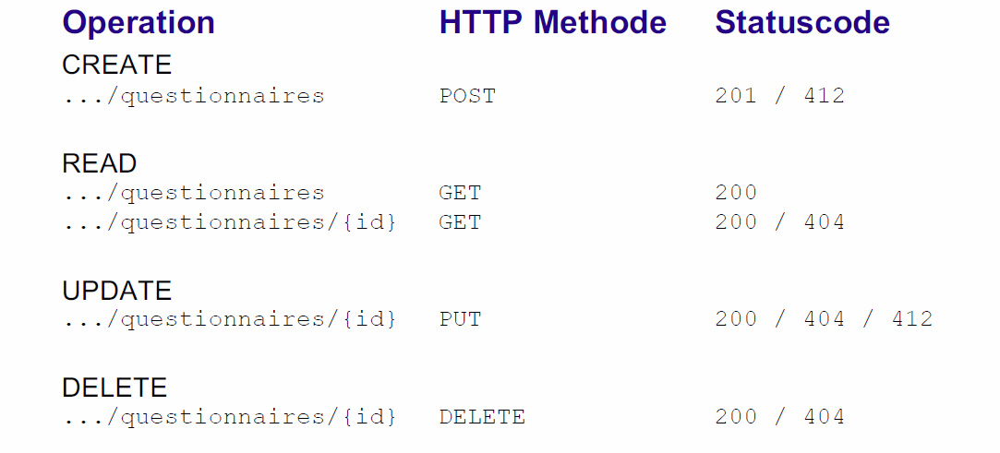 Operation HTTP Methode Statuscode
CREATE
.../questionnaires POST 201 / 412
READ
.../questionnaires GET 200
.../questionnaires/{id} GET 200 / 404
UPDATE
.../questionnaires/{id} PUT 200 / 404 / 412
DELETE
.../questionnaires/{id} DELETE 200 / 404